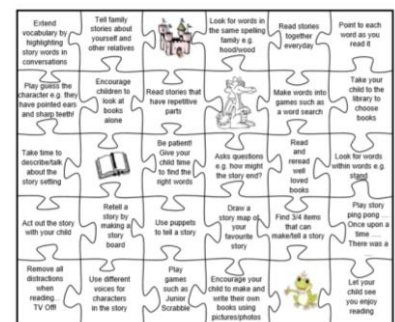 Extend
vocabulary by
highlighting
story words in
conversations
Tell family
stories about
yourself and
other relatives
Look for words in
the same spelling
family e.g.
hood/wood
Read stories
together
everyday
Point to each
word as you
read it
Play guess the
character e.g. they
have pointed ears
and sharp teeth!
Encourage
children to
look at
books
alone
Read stories that
have repetitive
parts
Make words into
games such as
a word search
Take your
child to the
library to
choose
books
Take time to
describe/talk
about the
story setting
Be patient!
Give your
child time
to find the
right words
Asks questions
e.g. how might
the story end?
Read
and
reread
well
loved
books
Look for words
within words e.g.
stand
Act out the story
with your child
Retell a
story by
making a
story
board
Use puppets
to tell a story
Draw a
story map of
your
favourite
story
Find 3/4 items
that can
make/tell a story
Play story
ping pong ...
Once upon a
time ....
There was a
...
Remove all
distractions
when
reading...
TV Off!
Use different
voices for
characters
in the story
Play
games
such as
Junior
Scrabble
Encourage your
child to make and
write their own
books using
pictures/photos
Let your
child see
you enjoy
reading